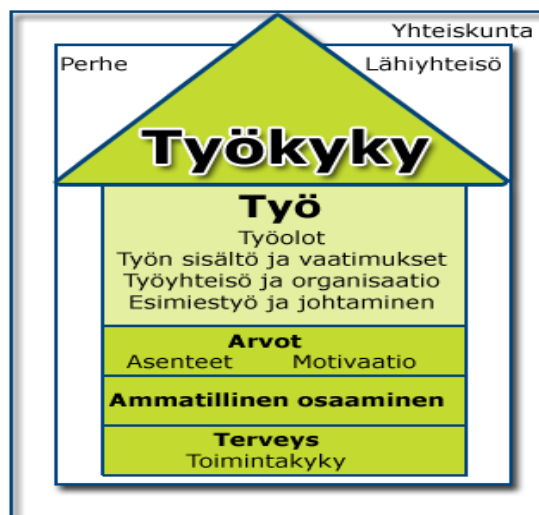 Yhteiskunta
Perhe Lähiyhteisö
Työkyky
Työ
Työolot
Työn sisältö ja vaatimukset
Työyhteisö ja organisaatio
Esimiestyö ja johtaminen
Arvot
Asenteet Motivaatio
Ammatillinen osaaminen
Terveys
Toimintakyky